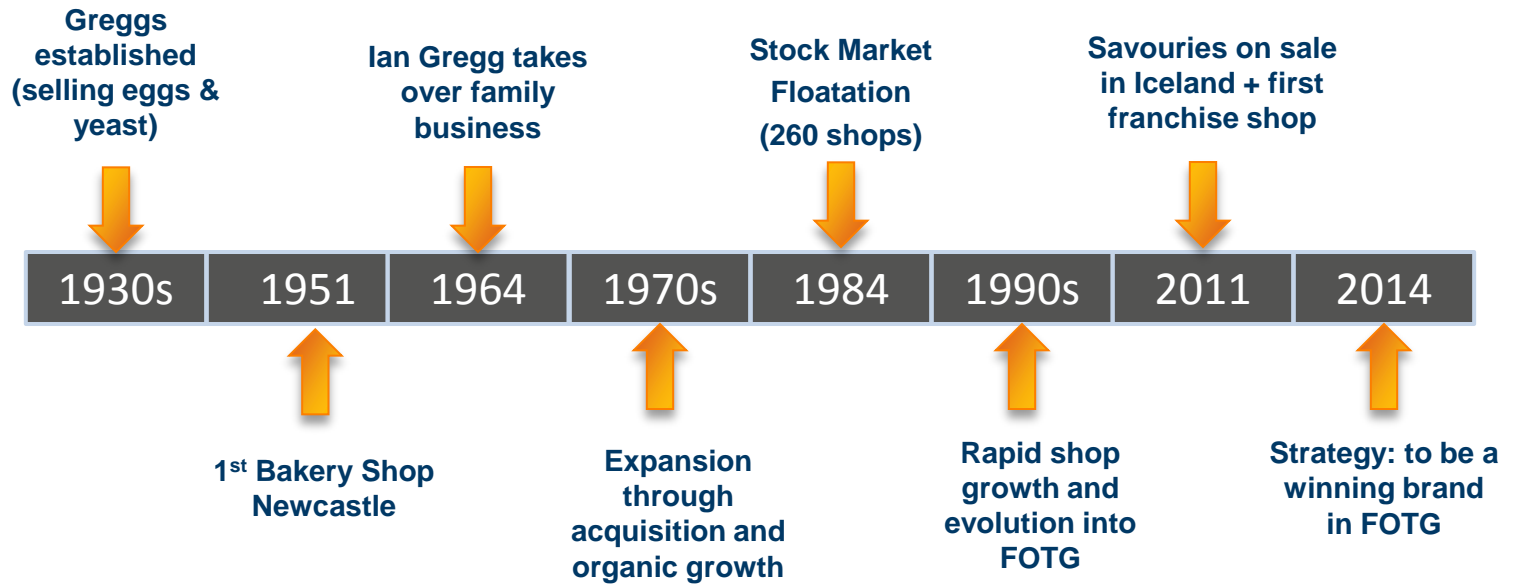 Greggs
established
(selling eggs &
yeast)
Ian Gregg takes
over family
business
Stock Market
Floatation
(260 shops)
Savouries on sale
in Iceland + first
franchise shop
1930s
1951
1964
1970s
1984
1990s
2011
2014
1st Bakery Shop
Newcastle
Expansion
through
acquisition and
organic growth
Rapid shop
growth and
evolution into
FOTG
Strategy: to be a
winning brand
in FOTG